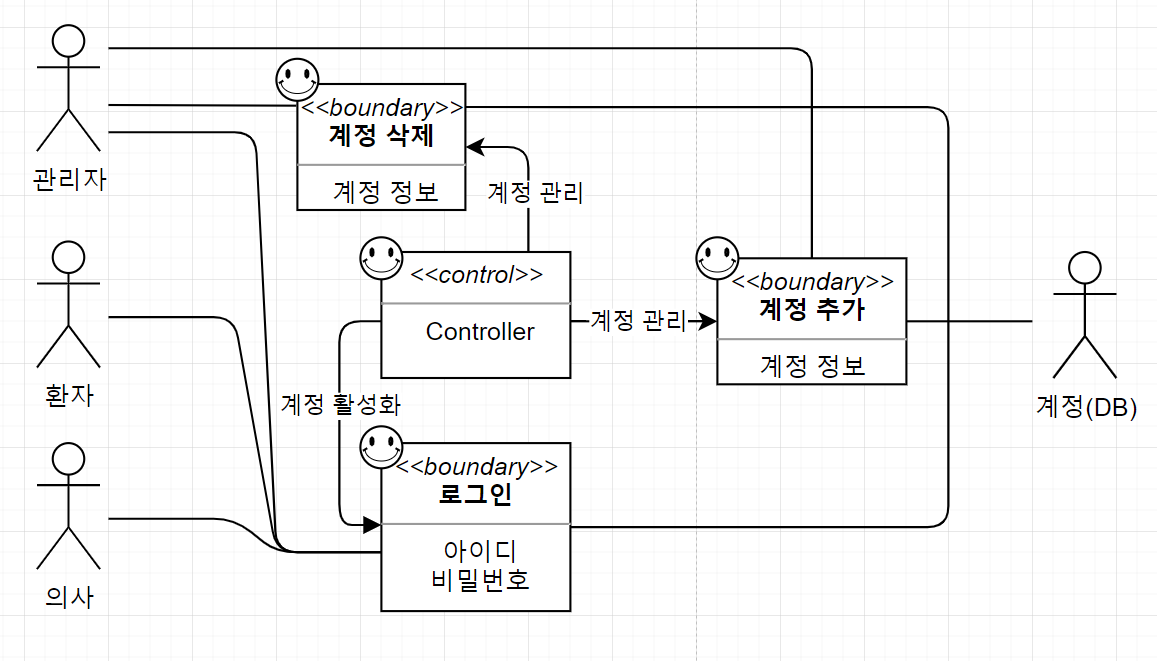 관리자
<<boundary>>
계정 삭제
계정 정보
계정 관리
환자
<<control>>
Controller
계정 관리
<<boundary>>
계정 추가
계정 정보
계정(DB)
계정 활성화
의사
<<boundary>>
로그인
아이디
비밀번호